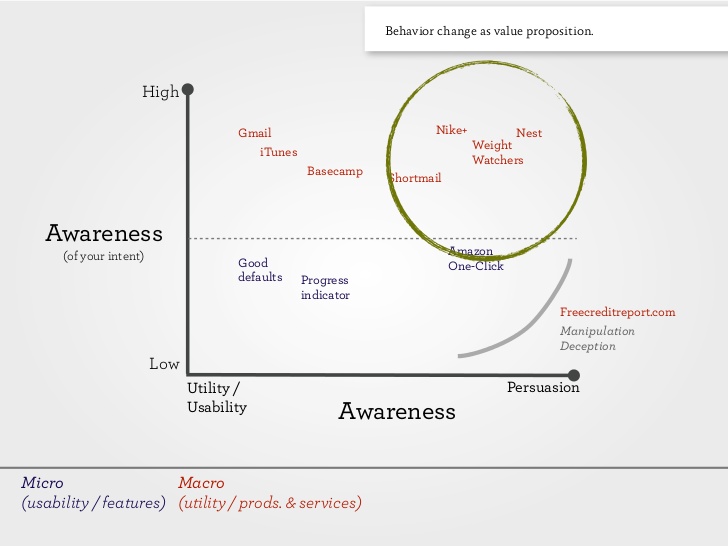 Behavior change as value proposition.
High
Gmail
iTunes
Basecamp
Nike+
Nest
Weight
Watchers
Shortmail
Awareness
(of your intent)
Good
defaults
Progress
indicator
Amazon
One-Click
Freecreditreport.com
Manipulation
Deception
Low
Utility /
Usability
Persuasion
Awareness
Micro
(usability / features)
Macro
(utility / prods. & services)